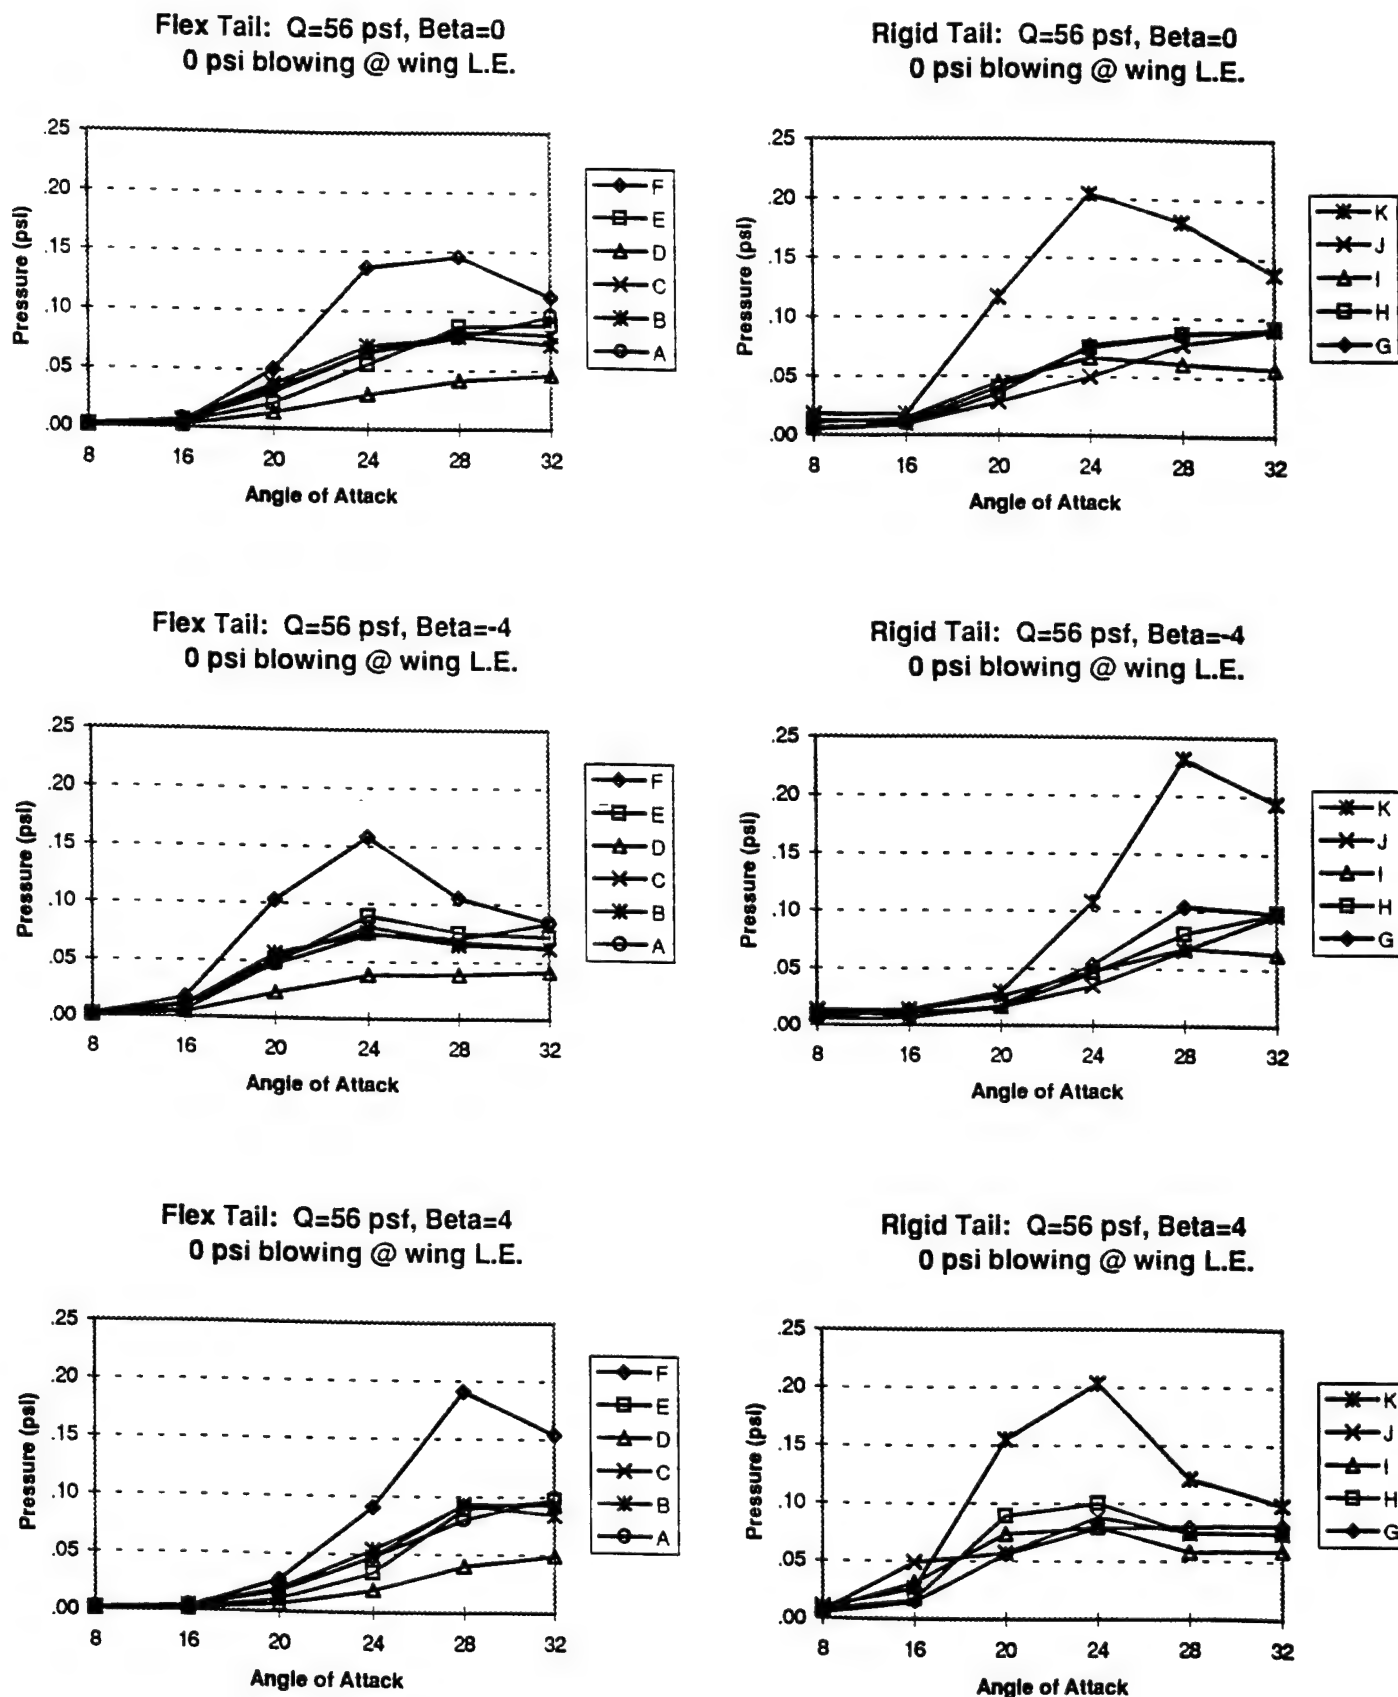 Flex Tail: Q=56 psf, Beta=0
0 psi blowing @ wing L.E.
.25
.20
.15
.10
.05
.00
Pressure (psi)
8 16 20 24 28 32
Angle of Attack
F
E
D
C
B
A
Rigid Tail: Q=56 psf, Beta=0
0 psi blowing @ wing L.E.
.25
.20
.15
.10
.05
.00
Pressure (psi)
8 16 20 24 28 32
Angle of Attack
K
J
I
H
G
Flex Tail: Q=56 psf, Beta=-4
0 psi blowing @ wing L.E.
.25
.20
.15
.10
.05
.00
Pressure (psi)
8 16 20 24 28 32
Angle of Attack
F
E
D
C
B
A
Rigid Tail: Q=56 psf, Beta=-4
0 psi blowing @ wing L.E.
.25
.20
.15
.10
.05
.00
Pressure (psi)
8 16 20 24 28 32
Angle of Attack
K
J
I
H
G
Flex Tail: Q=56 psf, Beta=4
0 psi blowing @ wing L.E.
.25
.20
.15
.10
.05
.00
Pressure (psi)
8 16 20 24 28 32
Angle of Attack
F
E
D
C
B
A
Rigid Tail: Q=56 psf, Beta=4
0 psi blowing @ wing L.E.
.25
.20
.15
.10
.05
.00
Pressure (psi)
8 16 20 24 28 32
Angle of Attack
K
J
I
H
G